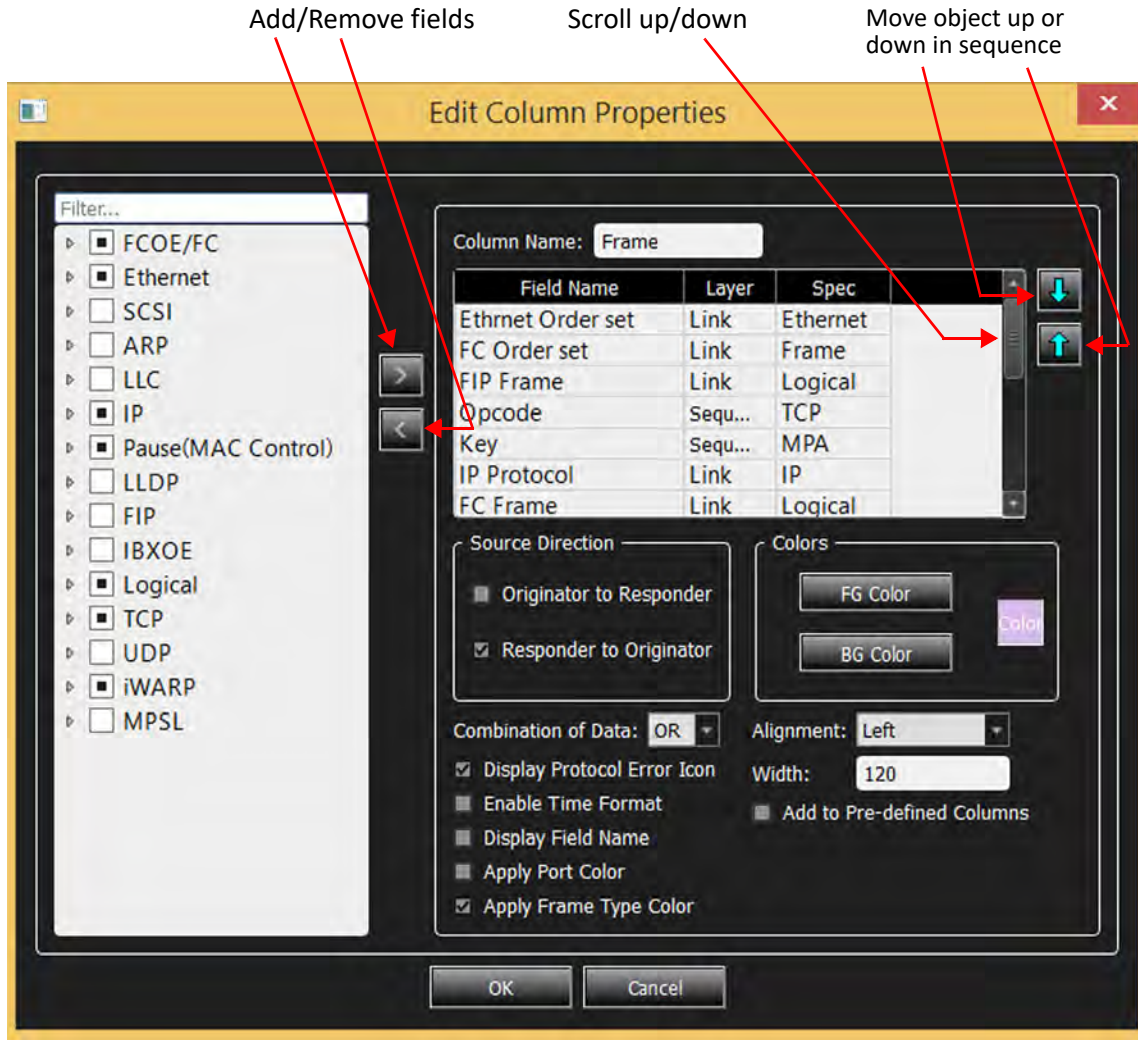 Add/Remove fields
Scroll up/down
Move object up or
down in sequence
Edit Column Properties
Filter...
FCOE/FC
Ethernet
SCSI
ARP
LLC
IP
Pause(MAC Control)
LLDP
FIP
IBXOE
Logical
TCP
UDP
iWARP
MPSL
>
<
Column Name: Frame
Field Name Layer Spec
Ethrnet Order set Link Ethernet
FC Order set Link Frame
FIP Frame Link Logical
Opcode Sequ... TCP
Key Sequ... MPA
IP Protocol Link IP
FC Frame Link Logical
Source Direction
Originator to Responder
Responder to Originator
Colors
FG Color
BG Color
Color
Combination of Data: OR
Display Protocol Error Icon
Enable Time Format
Display Field Name
Apply Port Color
Apply Frame Type Color
Alignment: Left
Width: 120
Add to Pre-defined Columns
OK Cancel